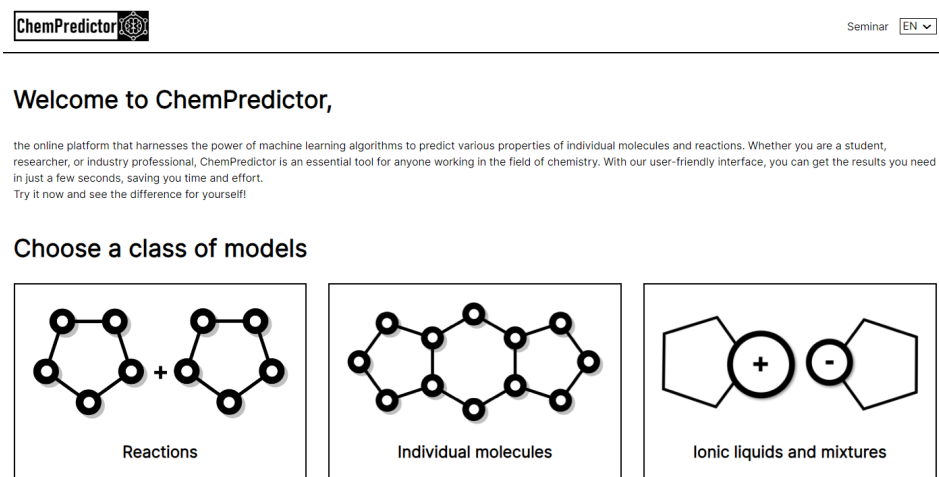 ChemPredictor
Seminar
EN
Welcome to ChemPredictor,
the online platform that harnesses the power of machine learning algorithms to predict various properties of individual molecules and reactions. Whether you are a student,
researcher, or industry professional, ChemPredictor is an essential tool for anyone working in the field of chemistry. With our user-friendly interface, you can get the results you need
in just a few seconds, saving you time and effort.
Try it now and see the difference for yourself!
Choose a class of models
+
+ -
Reactions
Individual molecules
Ionic liquids and mixtures